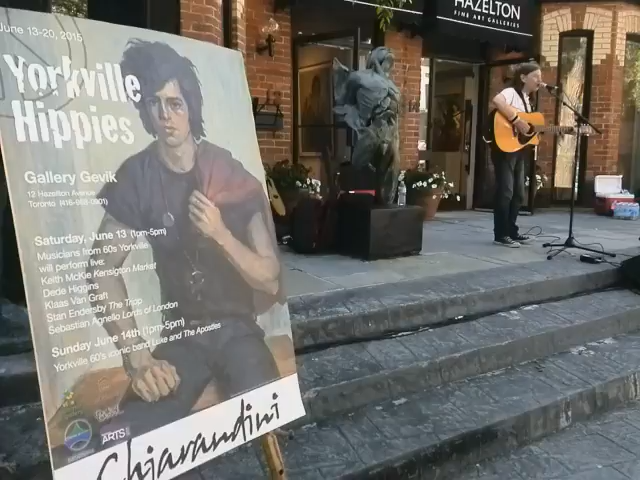 June 13-20, 2015
Yorkville
Hippies
Gallery Gevik
12 Hazelton Avenue
Toronto
Saturday, June 13 (1pm-5pm)
Musicians from 60s Yorkville
will perform live:
Keith McKie Kensigton Market
Dede Higgins
Klaas Van Graft
Stan Endersby The Tripp
Sebastian Agnello Lords of London
Sunday June 14th (1pm-5pm)
Yorkville 60's iconic band Luke and The Apostles
ARTS
Chiarandini
HAZELTON
FINE ART GALLERIES